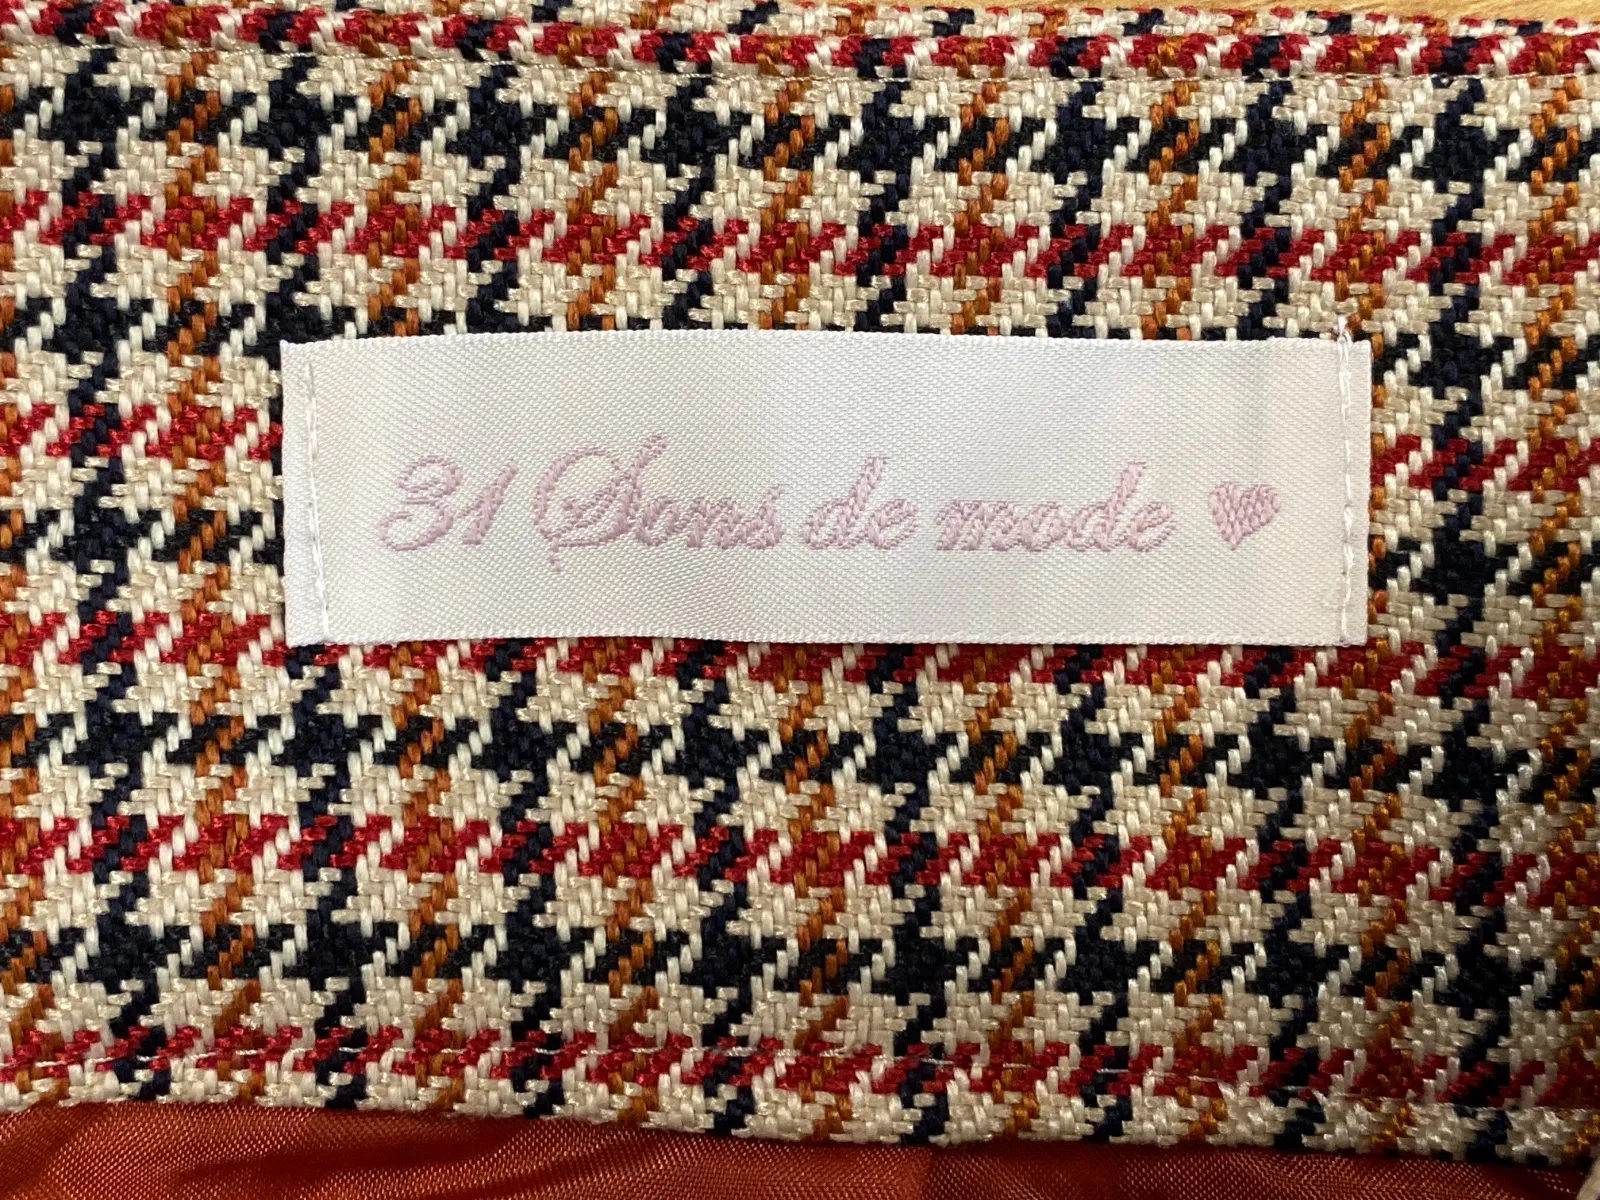 31 Sons de mode ♥